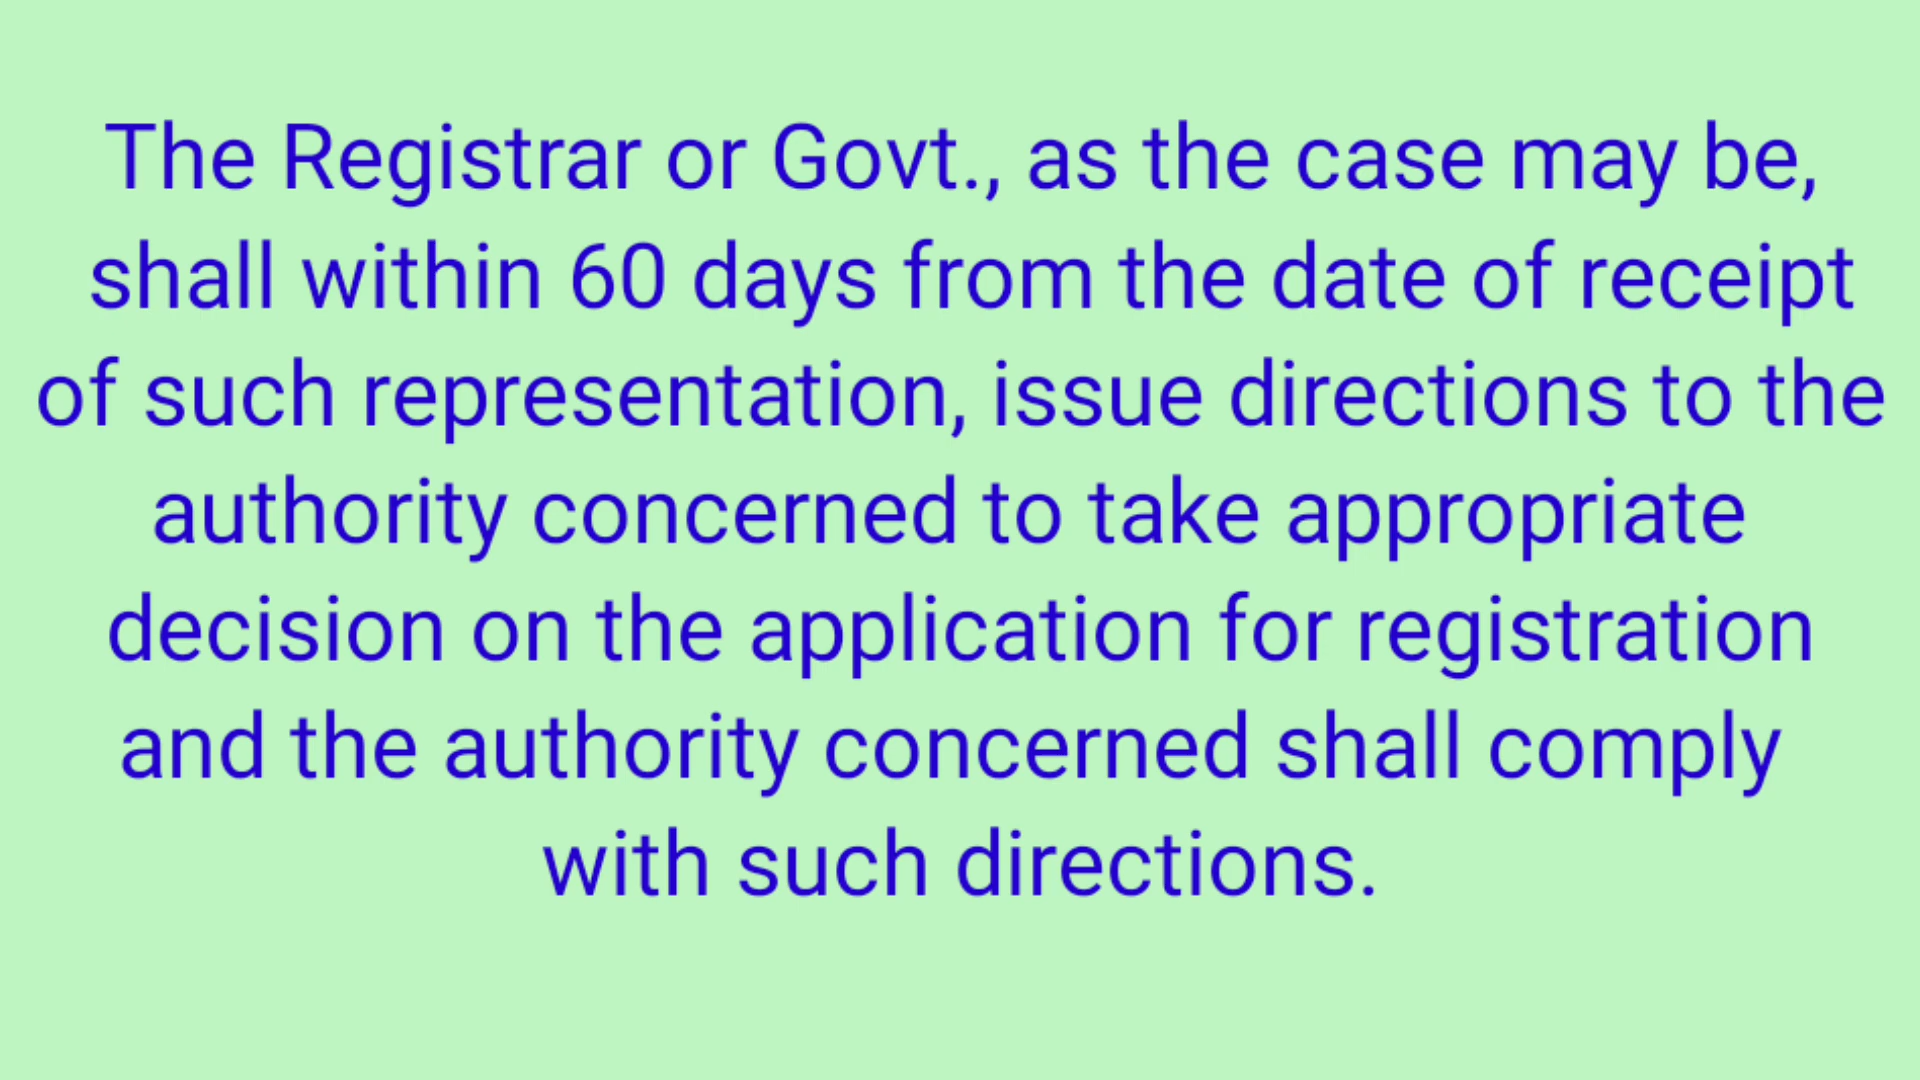 The Registrar or Govt., as the case may be,
shall within 60 days from the date of receipt
of such representation, issue directions to the
authority concerned to take appropriate
decision on the application for registration
and the authority concerned shall comply
with such directions.